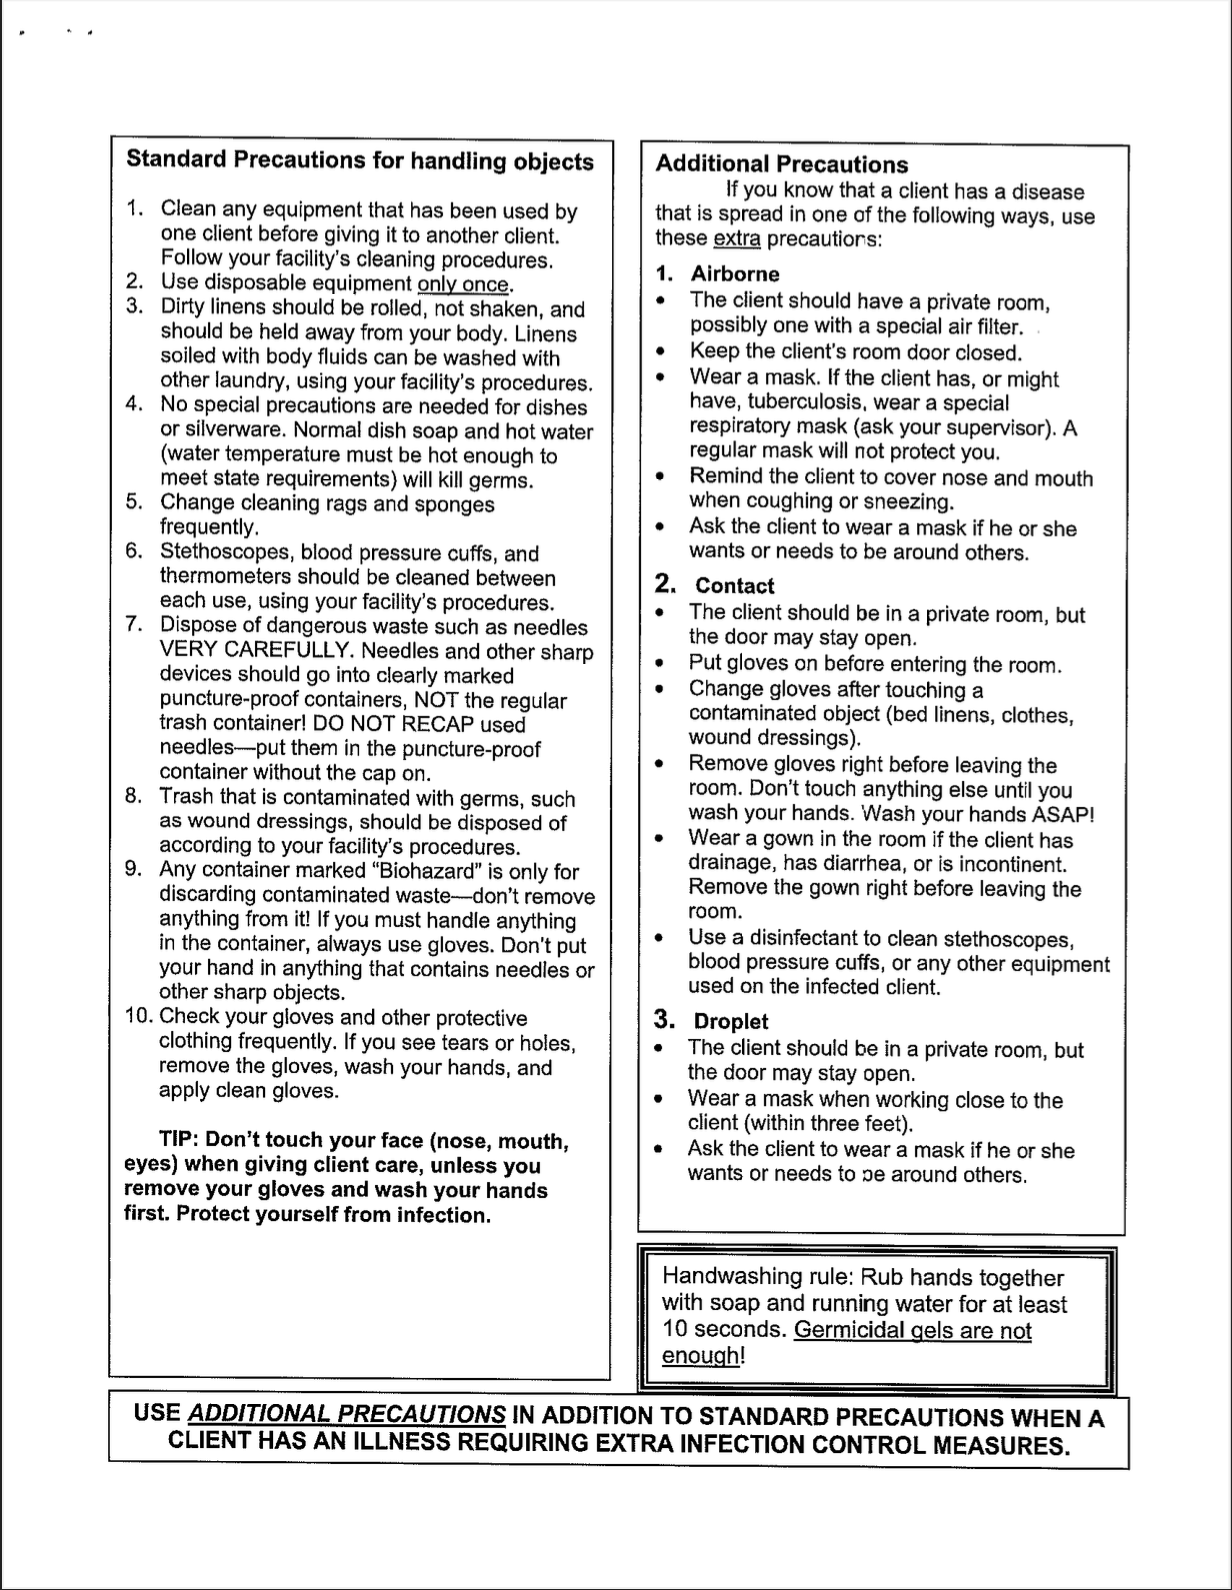 Standard Precautions for handling objects
1. Clean any equipment that has been used by
one client before giving it to another client.
Follow your facility's cleaning procedures.
2. Use disposable equipment only once.
3. Dirty linens should be rolled, not shaken, and
should be held away from your body. Linens
soiled with body fluids can be washed with
other laundry, using your facility's procedures.
4. No special precautions are needed for dishes
or silverware. Normal dish soap and hot water
(water temperature must be hot enough to
meet state requirements) will kill germs.
5. Change cleaning rags and sponges
frequently.
6. Stethoscopes, blood pressure cuffs, and
thermometers should be cleaned between
each use, using your facility's procedures.
7. Dispose of dangerous waste such as needles
VERY CAREFULLY. Needles and other sharp
devices should go into clearly marked
puncture-proof containers, NOT the regular
trash container! DO NOT RECAP used
needles—put them in the puncture-proof
container without the cap on.
8. Trash that is contaminated with germs, such
as wound dressings, should be disposed of
according to your facility's procedures.
9. Any container marked “Biohazard” is only for
discarding contaminated waste—don't remove
anything from it! If you must handle anything
in the container, always use gloves. Don't put
your hand in anything that contains needles or
other sharp objects.
10. Check your gloves and other protective
clothing frequently. If you see tears or holes,
remove the gloves, wash your hands, and
apply clean gloves.
TIP: Don't touch your face (nose, mouth,
eyes) when giving client care, unless you
remove your gloves and wash your hands
first. Protect yourself from infection.
Additional Precautions
If you know that a client has a disease
that is spread in one of the following ways, use
these extra precautions:
1. Airborne
• The client should have a private room,
possibly one with a special air filter.
• Keep the client's room door closed.
• Wear a mask. If the client has, or might
have, tuberculosis, wear a special
respiratory mask (ask your supervisor). A
regular mask will not protect you.
• Remind the client to cover nose and mouth
when coughing or sneezing.
• Ask the client to wear a mask if he or she
wants or needs to be around others.
2. Contact
• The client should be in a private room, but
the door may stay open.
• Put gloves on before entering the room.
• Change gloves after touching a
contaminated object (bed linens, clothes,
wound dressings).
• Remove gloves right before leaving the
room. Don't touch anything else until you
wash your hands. Wash your hands ASAP!
• Wear a gown in the room if the client has
drainage, has diarrhea, or is incontinent.
Remove the gown right before leaving the
room.
• Use a disinfectant to clean stethoscopes,
blood pressure cuffs, or any other equipment
used on the infected client.
3. Droplet
• The client should be in a private room, but
the door may stay open.
• Wear a mask when working close to the
client (within three feet).
• Ask the client to wear a mask if he or she
wants or needs to be around others.
Handwashing rule: Rub hands together
with soap and running water for at least
10 seconds. Germicidal gels are not
enough!
USE ADDITIONAL PRECAUTIONS IN ADDITION TO STANDARD PRECAUTIONS WHEN A
CLIENT HAS AN ILLNESS REQUIRING EXTRA INFECTION CONTROL MEASURES.